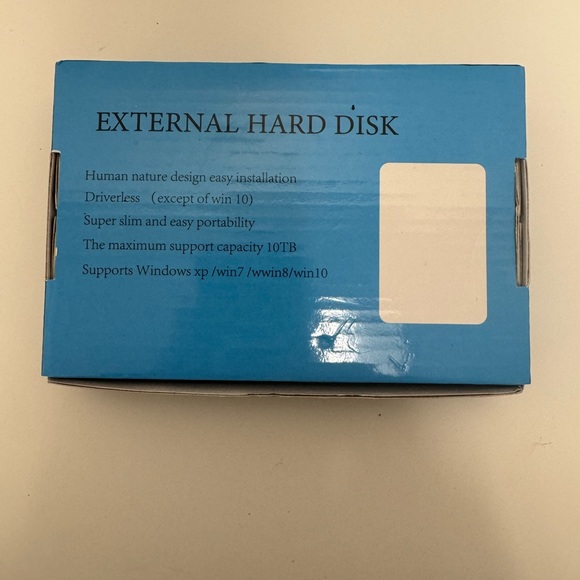 EXTERNAL HARD DISK
Human nature design easy installation
Driverless （except of win 10）
Super slim and easy portability
The maximum support capacity 10TB
Supports Windows xp /win7 /wwin8/win10